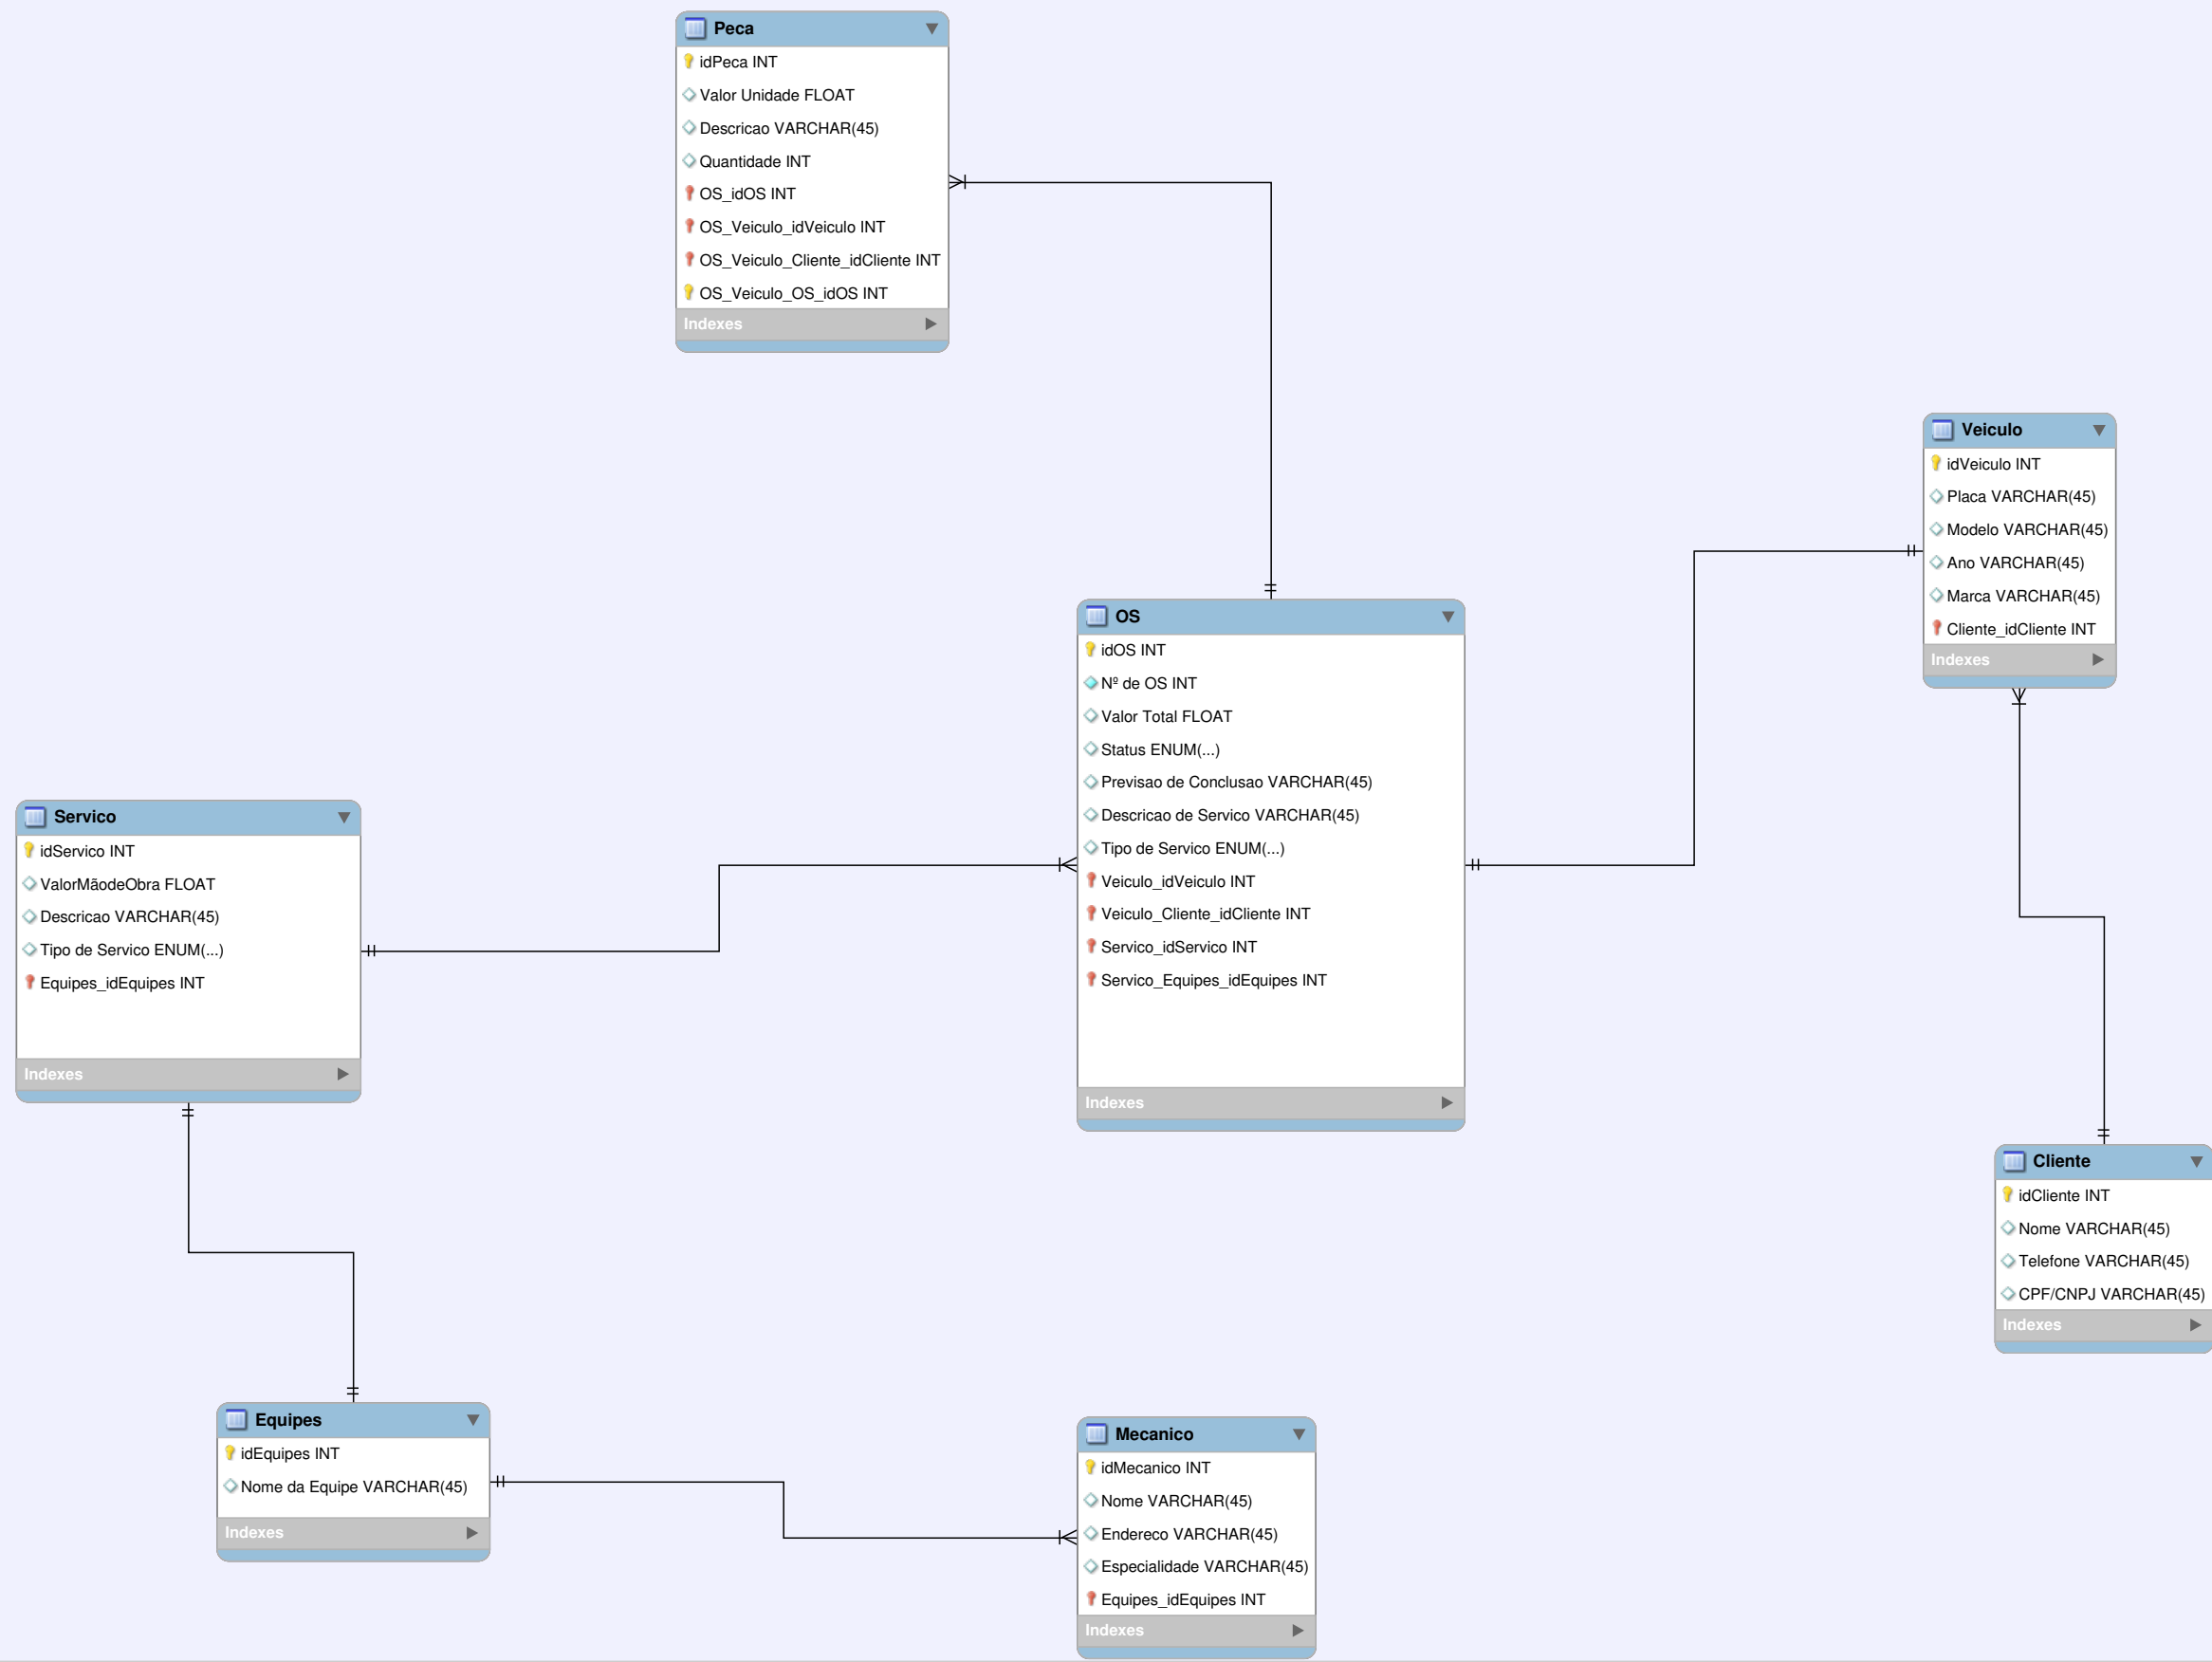 Peca
idPeca INT
Valor Unidade FLOAT
Descricao VARCHAR(45)
Quantidade INT
OS_idOS INT
OS_Veiculo_idVeiculo INT
OS_Veiculo_Cliente_idCliente INT
OS_Veiculo_OS_idOS INT
Indexes
Veiculo
idVeiculo INT
Placa VARCHAR(45)
Modelo VARCHAR(45)
Ano VARCHAR(45)
Marca VARCHAR(45)
Cliente_idCliente INT
Indexes
OS
idOS INT
Nº de OS INT
Valor Total FLOAT
Status ENUM(...)
Previsao de Conclusao VARCHAR(45)
Descricao de Servico VARCHAR(45)
Tipo de Servico ENUM(...)
Veiculo_idVeiculo INT
Veiculo_Cliente_idCliente INT
Servico_idServico INT
Servico_Equipes_idEquipes INT
Indexes
Servico
idServico INT
ValorMãodeObra FLOAT
Descricao VARCHAR(45)
Tipo de Servico ENUM(...)
Equipes_idEquipes INT
Indexes
Cliente
idCliente INT
Nome VARCHAR(45)
Telefone VARCHAR(45)
CPF/CNPJ VARCHAR(45)
Indexes
Equipes
idEquipes INT
Nome da Equipe VARCHAR(45)
Indexes
Mecanico
idMecanico INT
Nome VARCHAR(45)
Endereco VARCHAR(45)
Especialidade VARCHAR(45)
Equipes_idEquipes INT
Indexes